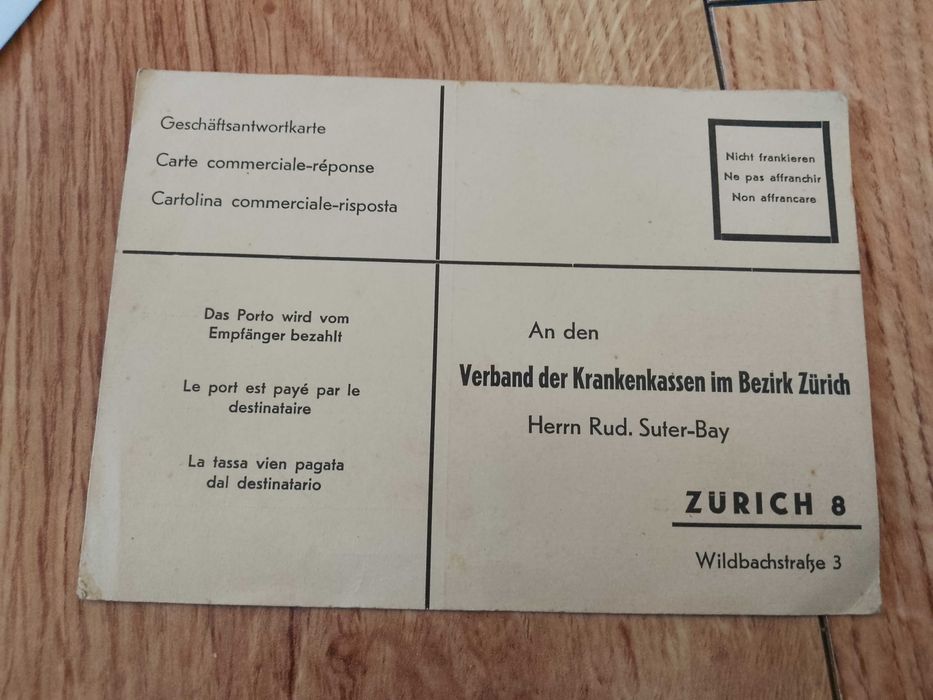 Geschäftsantwortkarte
Carte commerciale-réponse
Cartolina commerciale-risposta
Nicht frankieren
Ne pas affranchir
Non affrancare
Das Porto wird vom
Empfänger bezahlt
Le port est payé par le
destinataire
La tassa vien pagata
dal destinatario
An den
Verband der Krankenkassen im Bezirk Zürich
Herrn Rud. Suter-Bay
ZÜRICH 8
Wildbachstraße 3